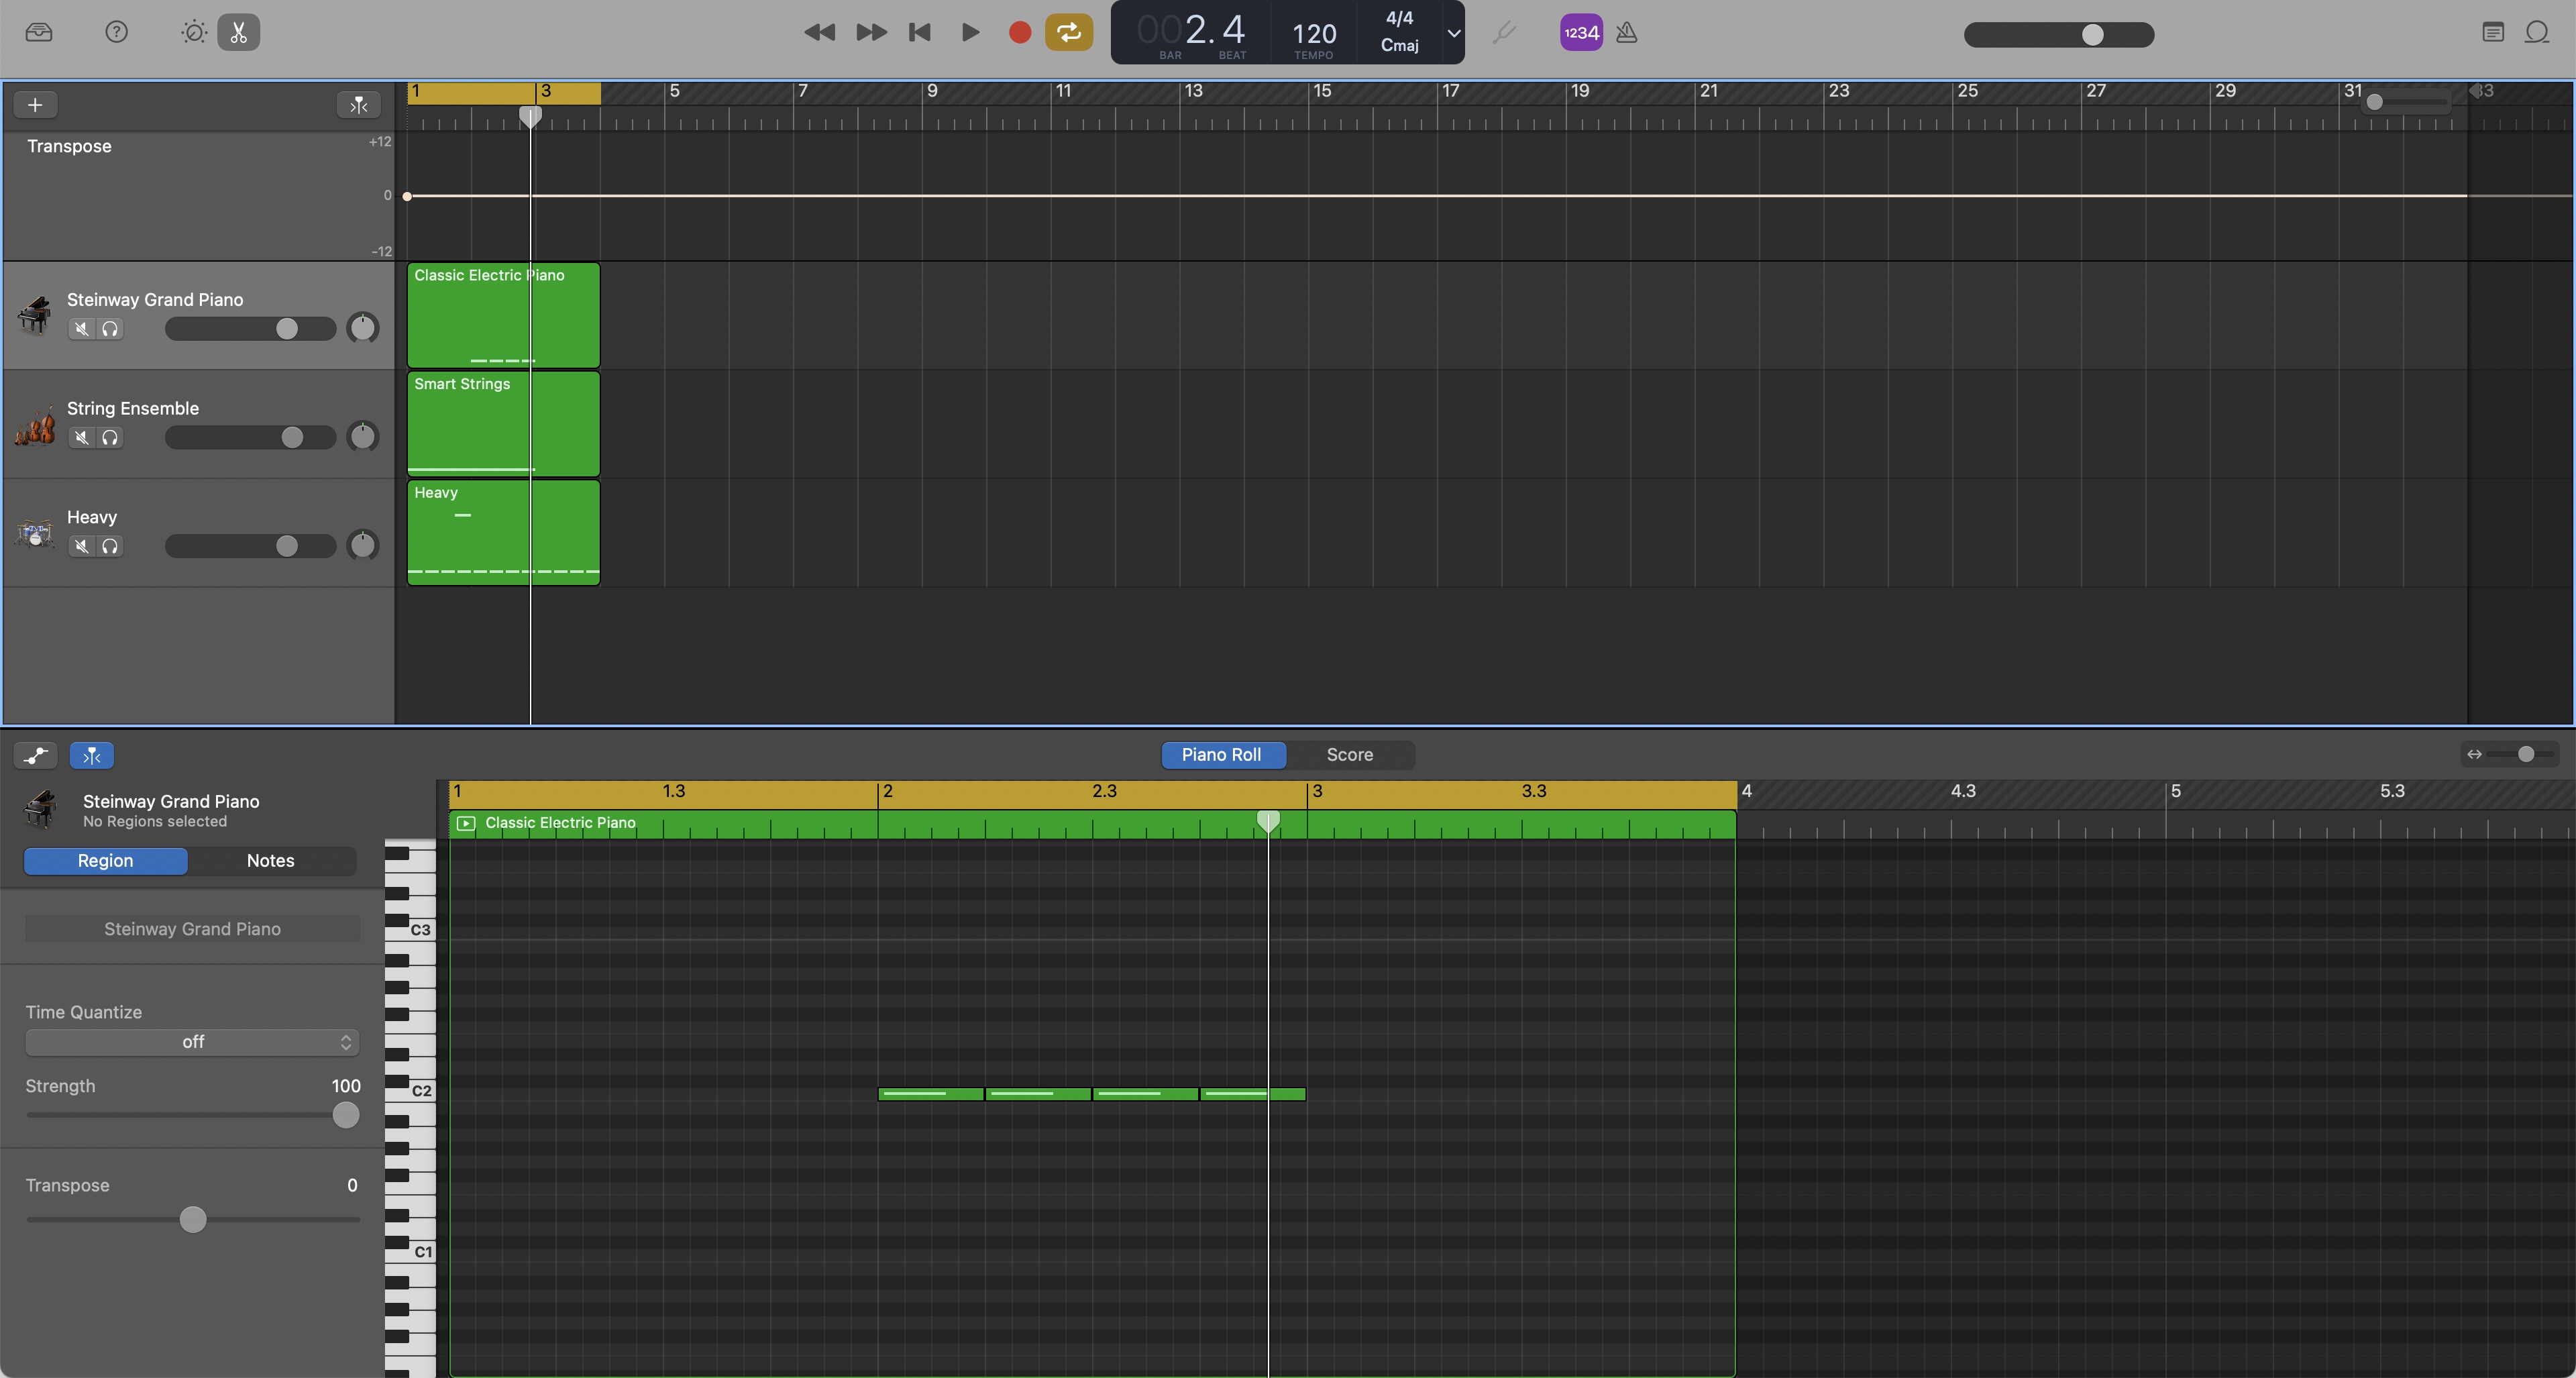 ?
002.4
BAR
BEAT
120
TEMPO
4/4
Cmaj
1234
1
3
5
7
9
11
13
15
17
19
21
23
25
27
29
31
33
Transpose
+12
0
-12
Steinway Grand Piano
Classic Electric Piano
String Ensemble
Smart Strings
Heavy
Heavy
Piano Roll
Score
Steinway Grand Piano
No Regions selected
1
1.3
2
2.3
3
3.3
4
4.3
5
5.3
Classic Electric Piano
Region
Notes
Steinway Grand Piano
C3
Time Quantize
off
Strength
100
C2
Transpose
0
C1